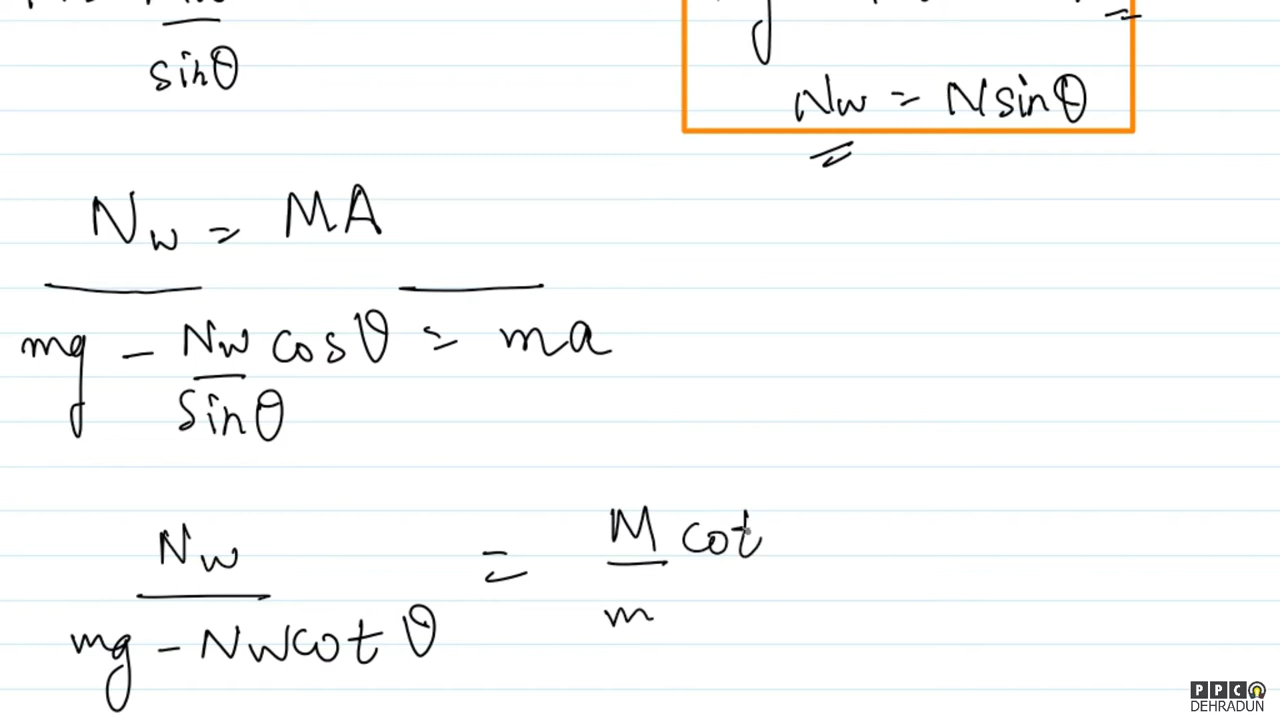 sinθ
Nw = Nsinθ
Nw = MA
mg - Nw/sinθ cosθ = ma
Nw/(mg - Nwcotθ) = M/m cot
PPC
DEHRADUN